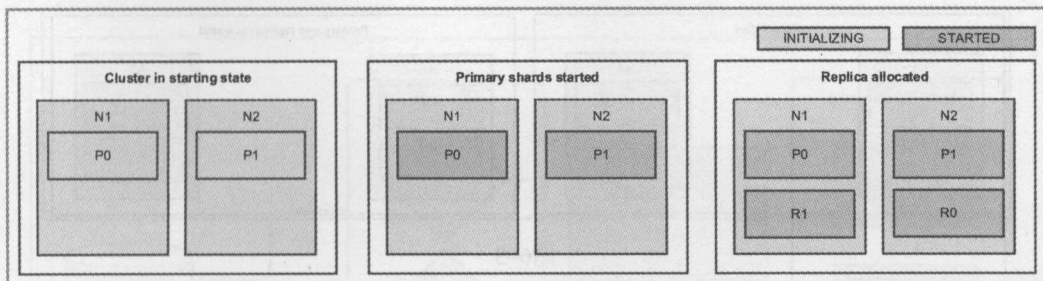 INITIALIZING STARTED
Cluster in starting state
N1 N2
P0 P1
Primary shards started
N1 N2
P0 P1
Replica allocated
N1 N2
P0 P1
R1 R0